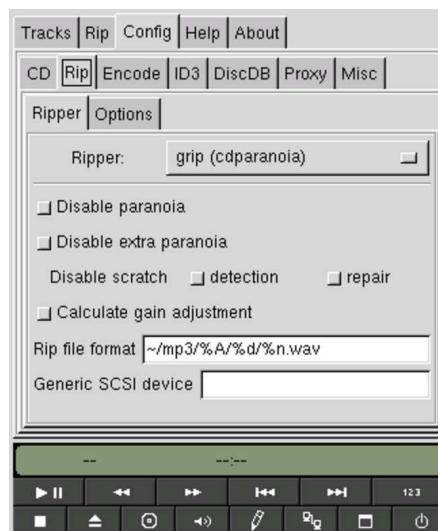 Tracks Rip Config Help About
CD Rip Encode ID3 DiscDB Proxy Misc
Ripper Options
Ripper: grip (cdparanoia)
Disable paranoia
Disable extra paranoia
Disable scratch detection repair
Calculate gain adjustment
Rip file format ~/mp3/%A/%d/%n.wav
Generic SCSI device
-- --:--
123